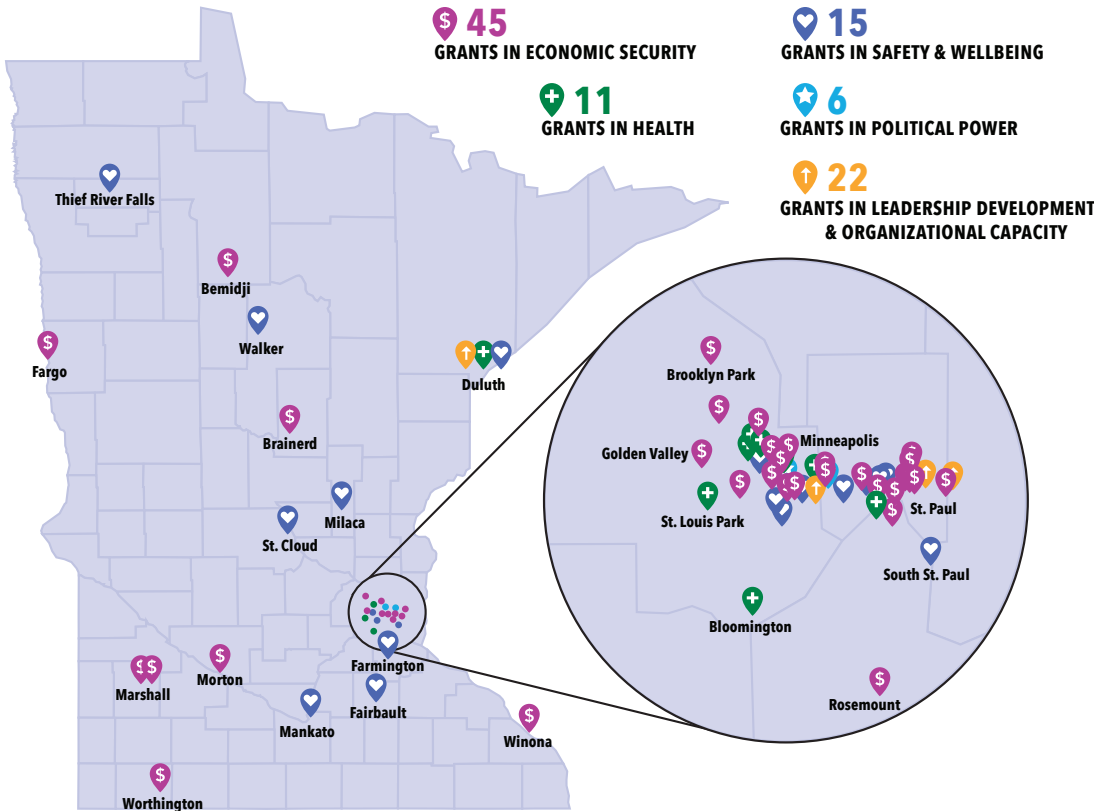 45
GRANTS IN ECONOMIC SECURITY
15
GRANTS IN SAFETY & WELLBEING
11
GRANTS IN HEALTH
6
GRANTS IN POLITICAL POWER
22
GRANTS IN LEADERSHIP DEVELOPMENT
& ORGANIZATIONAL CAPACITY
Thief River Falls
Bemidji
Walker
Fargo
Duluth
Brainerd
Milaca
St. Cloud
Farmington
Marshall
Morton
Fairbault
Mankato
Winona
Worthington
Brooklyn Park
Minneapolis
Golden Valley
St. Louis Park
St. Paul
South St. Paul
Bloomington
Rosemount